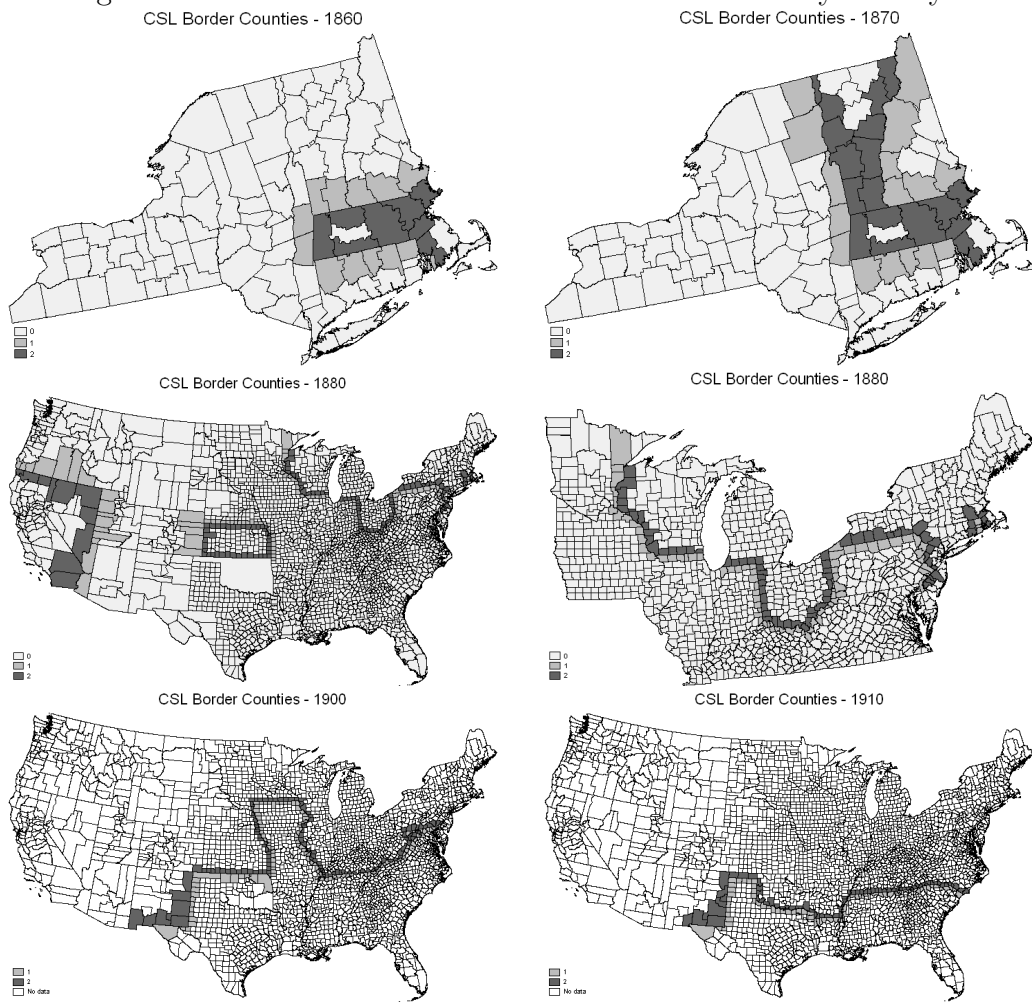 CSL Border Counties - 1860
0
1
2
CSL Border Counties - 1870
0
1
2
CSL Border Counties - 1880
0
1
2
CSL Border Counties - 1880
0
1
2
CSL Border Counties - 1900
1
2
No data
CSL Border Counties - 1910
1
2
No data